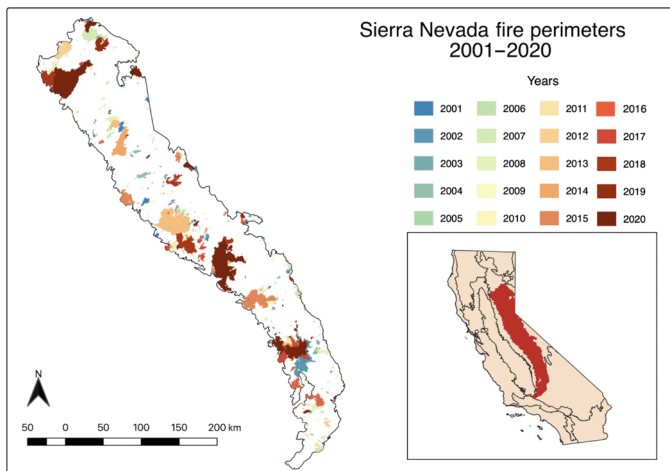 Sierra Nevada fire perimeters
2001–2020
Years
2001 2006 2011 2016
2002 2007 2012 2017
2003 2008 2013 2018
2004 2009 2014 2019
2005 2010 2015 2020
N
50 0 50 100 150 200 km